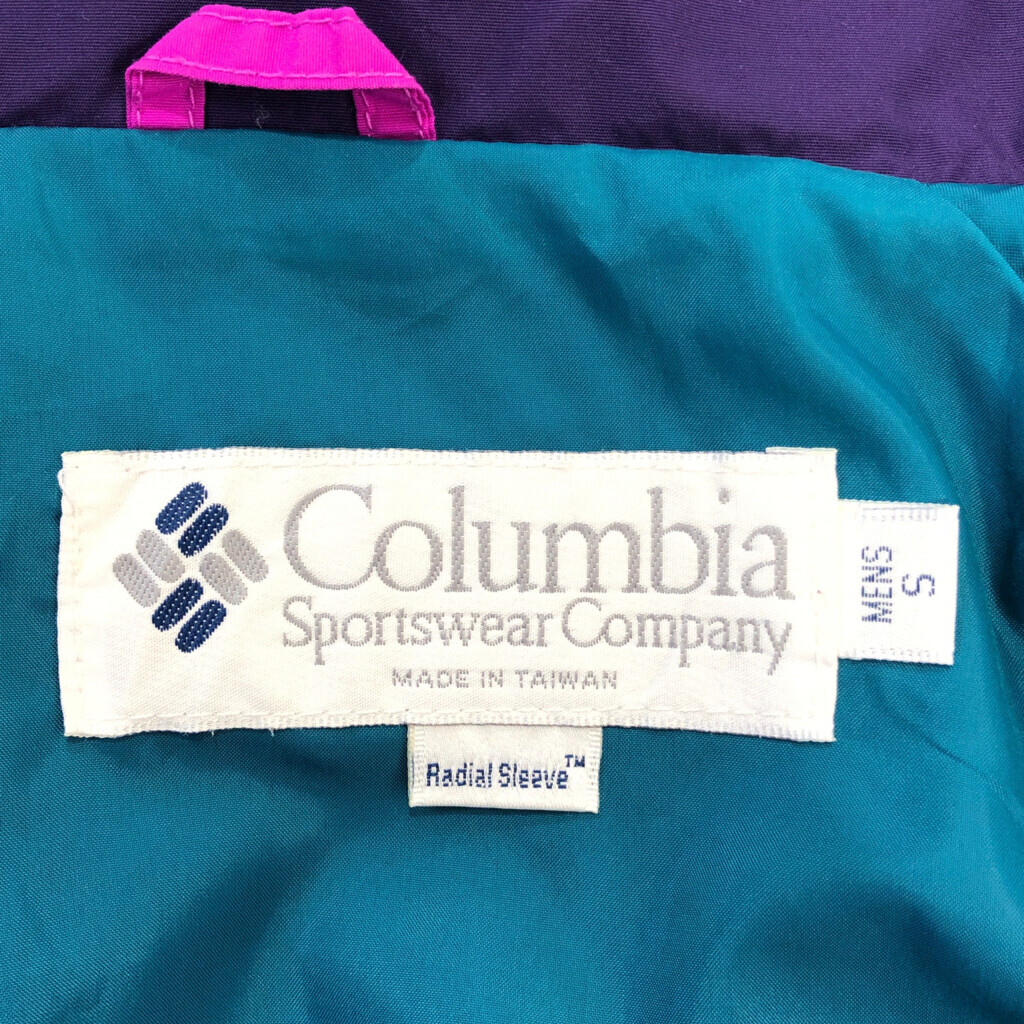 Columbia
Sportswear Company
MADE IN TAIWAN
Radial Sleeve™
MENS
S